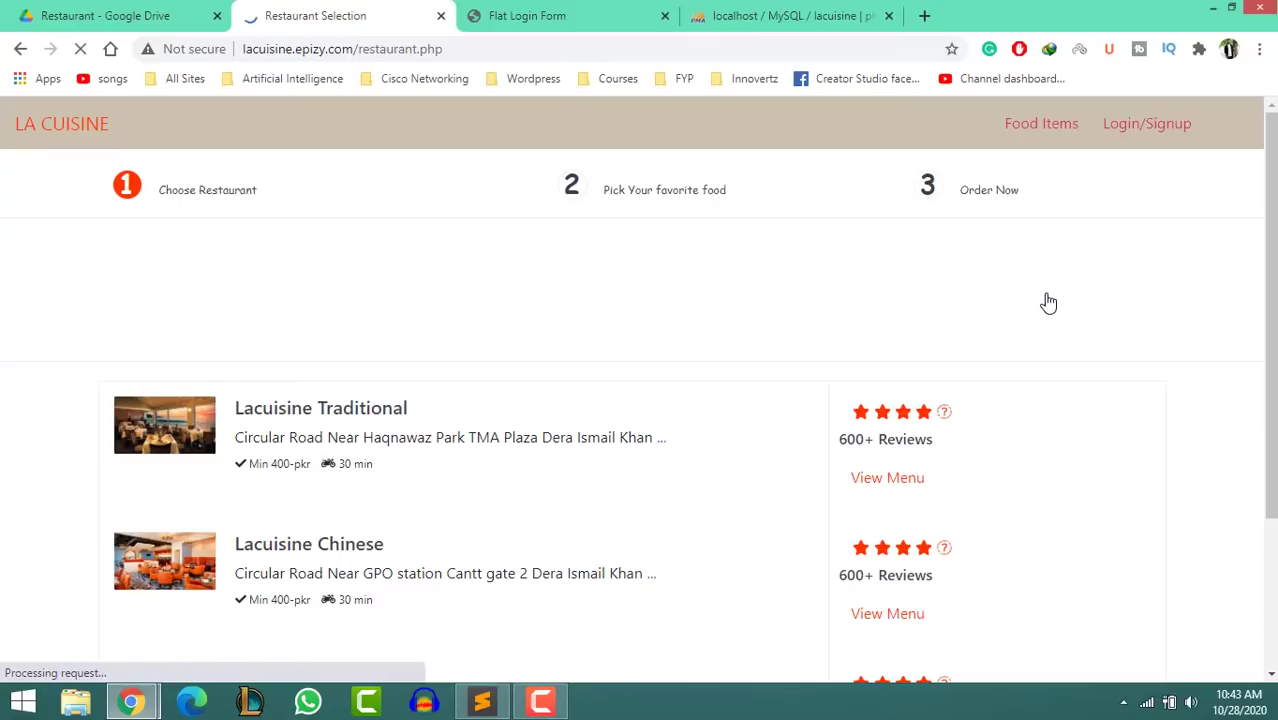 Restaurant - Google Drive
Restaurant Selection
Flat Login Form
localhost / MySQL / lacuisine | p
Not secure
lacuisine.epizy.com/restaurant.php
Apps
songs
All Sites
Artificial Intelligence
Cisco Networking
Wordpress
Courses
FYP
Innovertz
Creator Studio face...
Channel dashboard...
LA CUISINE
Food Items
Login/Signup
1 Choose Restaurant
2 Pick Your favorite food
3 Order Now
Lacuisine Traditional
Circular Road Near Haqnawaz Park TMA Plaza Dera Ismail Khan ...
Min 400-pkr 30 min
600+ Reviews
View Menu
Lacuisine Chinese
Circular Road Near GPO station Cantt gate 2 Dera Ismail Khan ...
Min 400-pkr 30 min
600+ Reviews
View Menu
Processing request...
10:43 AM
10/28/2020